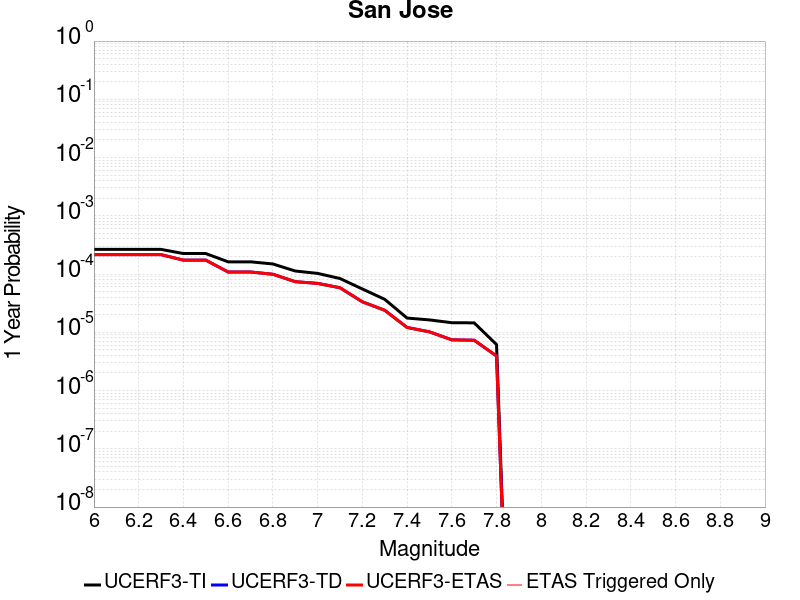 San Jose
10^0
10^-1
10^-2
10^-3
10^-4
10^-5
10^-6
10^-7
10^-8
1 Year Probability
6 6.2 6.4 6.6 6.8 7 7.2 7.4 7.6 7.8 8 8.2 8.4 8.6 8.8 9
Magnitude
UCERF3-TI UCERF3-TD UCERF3-ETAS ETAS Triggered Only